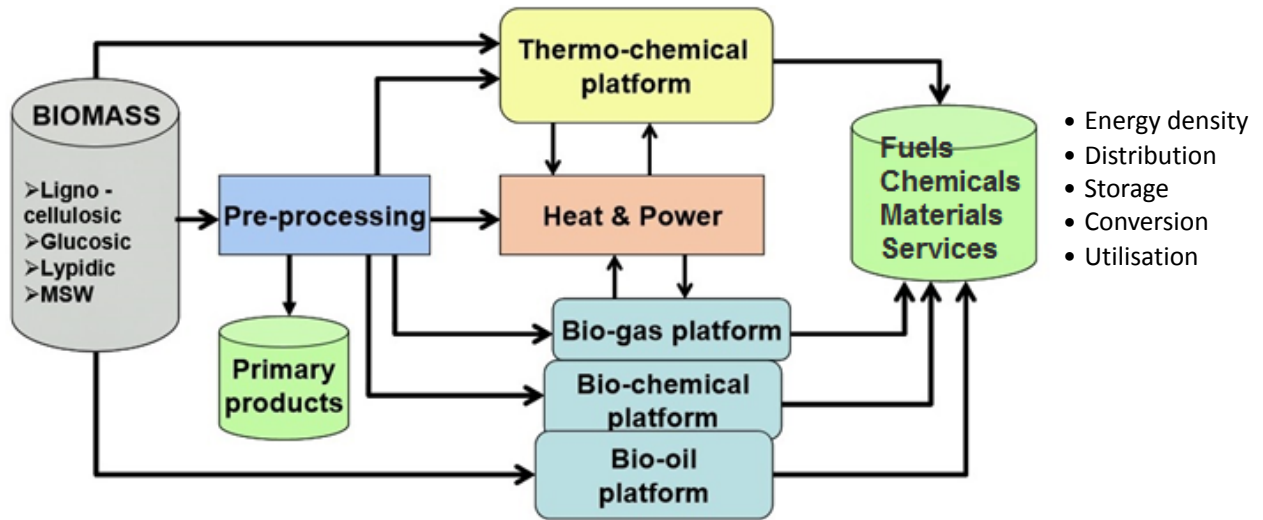 BIOMASS
➢Ligno -
cellulosic
➢Glucosic
➢Lypidic
➢MSW
Pre-processing
Primary
products
Thermo-chemical
platform
Heat & Power
Bio-gas platform
Bio-chemical
platform
Bio-oil
platform
Fuels
Chemicals
Materials
Services
• Energy density
• Distribution
• Storage
• Conversion
• Utilisation